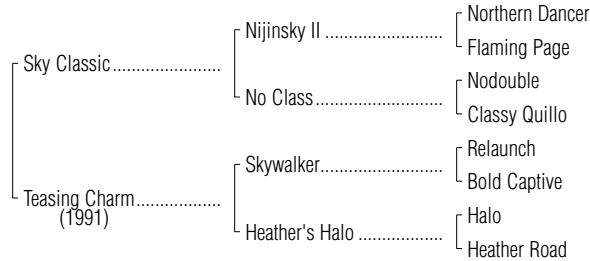 Northern Dancer
Nijinsky II ........................
Flaming Page
Sky Classic ......................
Nodouble
No Class ..........................
Classy Quillo
Relaunch
Skywalker.........................
Bold Captive
Teasing Charm .................
(1991)
Halo
Heather's Halo .................
Heather Road